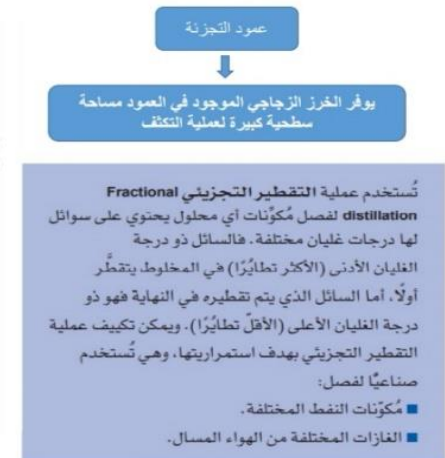 عمود التجزئة
يوفر الخرز الزجاجي الموجود في العمود مساحة
سطحية كبيرة لعملية التكثف
تُستخدم عملية التقطير التجزيئي Fractional
distillation لفصل مُكوِّنات أي محلول يحتوي على سوائل
لها درجات غليان مختلفة. فالسائل ذو درجة
الغليان الأدنى (الأكثر تطايُرًا) في المخلوط يتقطَّر
أولًا، أما السائل الذي يتم تقطيره في النهاية فهو ذو
درجة الغليان الأعلى (الأقلّ تطايُرًا). ويمكن تكييف عملية
التقطير التجزيئي بهدف استمراريتها، وهي تُستخدم
صناعيًا لفصل:
■ مُكوِّنات النفط المختلفة.
■ الغازات المختلفة من الهواء المسال.